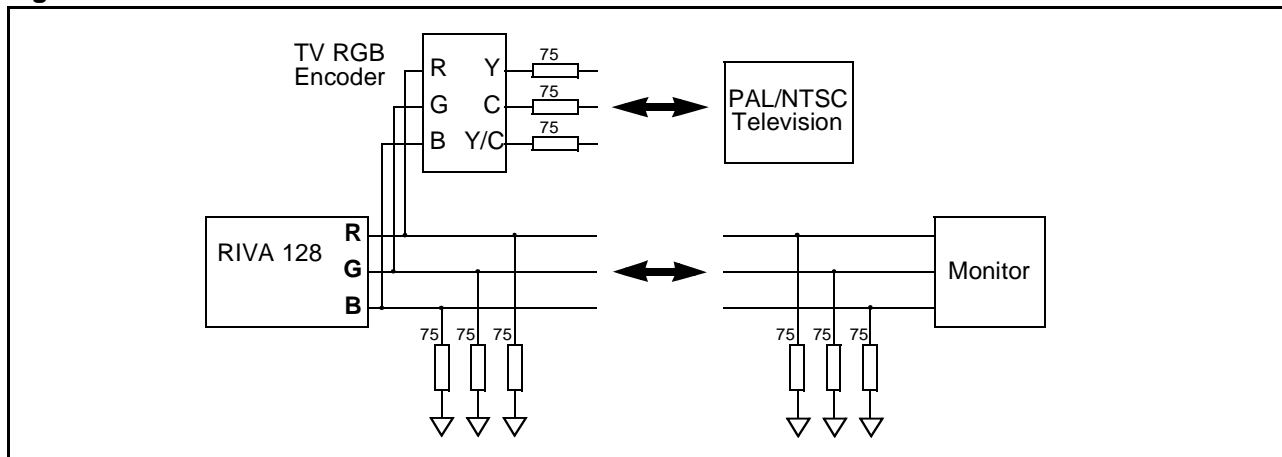 TV RGB
Encoder
R Y
G C
B Y/C
75
75
75
PAL/NTSC
Television
RIVA 128
R
G
B
75 75 75
75 75 75
Monitor